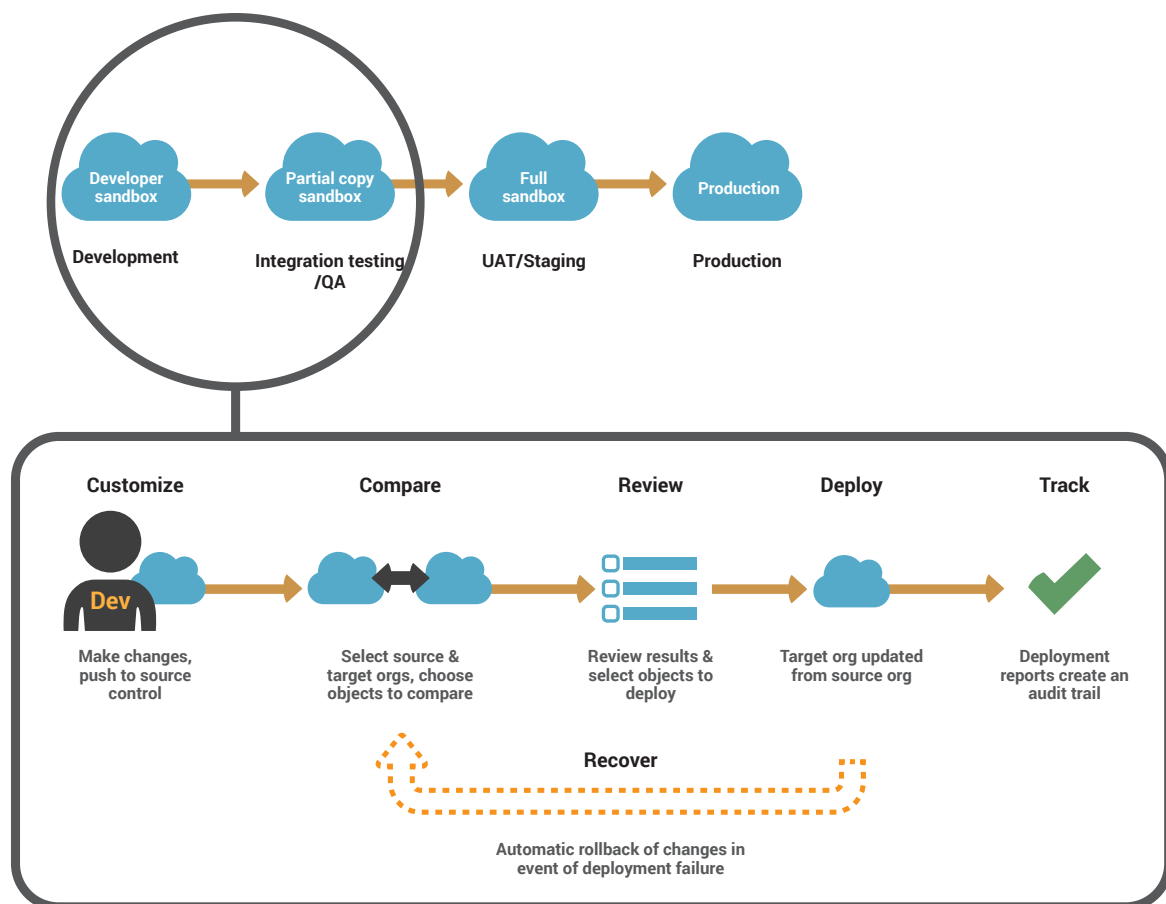 Developer
sandbox
Partial copy
sandbox
Full
sandbox
Production
Development
Integration testing
/QA
UAT/Staging
Production
Customize
Compare
Review
Deploy
Track
Dev
Make changes,
push to source
control
Select source &
target orgs, choose
objects to compare
Review results &
select objects to
deploy
Target org updated
from source org
Deployment
reports create an
audit trail
Recover
Automatic rollback of changes in
event of deployment failure